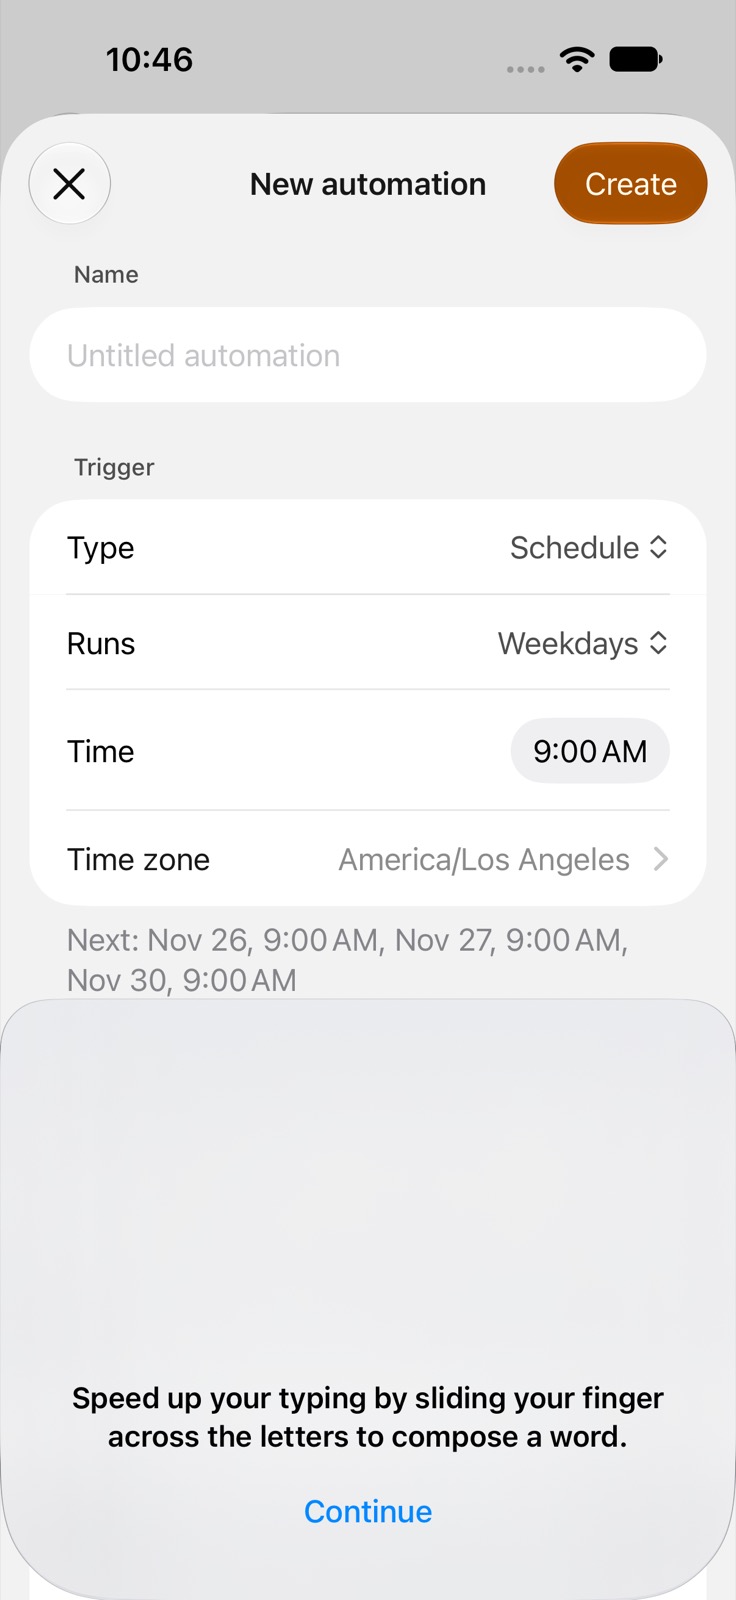 10:46
New automation
Create
Name
Untitled automation
Trigger
Type
Schedule
Runs
Weekdays
Time
9:00 AM
Time zone
America/Los Angeles
Next: Nov 26, 9:00 AM, Nov 27, 9:00 AM,
Nov 30, 9:00 AM
Speed up your typing by sliding your finger
across the letters to compose a word.
Continue